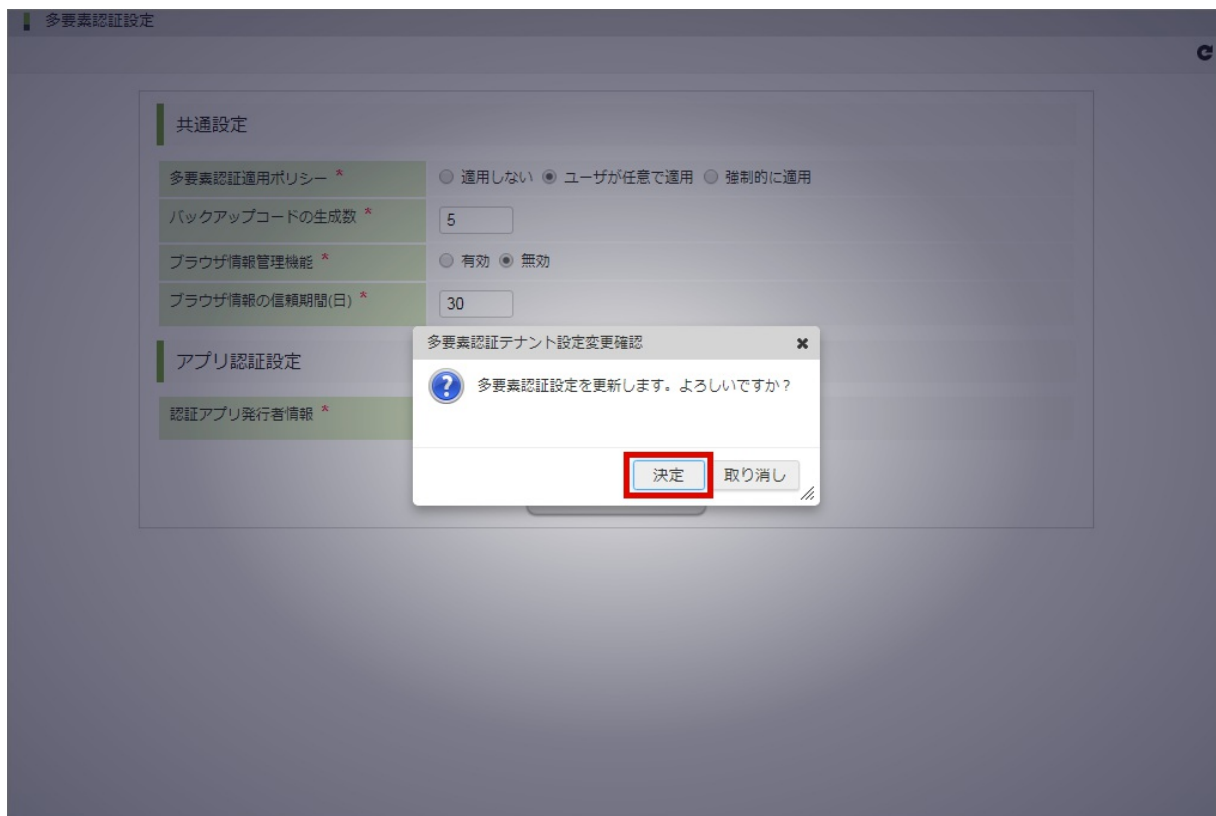 多要素認証設定
共通設定
多要素認証適用ポリシー * 適用しない ユーザが任意で適用 強制的に適用
バックアップコードの生成数 * 5
ブラウザ情報管理機能 * 有効 無効
ブラウザ情報の信頼期間(日) * 30
アプリ認証設定
認証アプリ発行者情報 *
多要素認証テナント設定変更確認
多要素認証設定を更新します。よろしいですか?
決定 取り消し